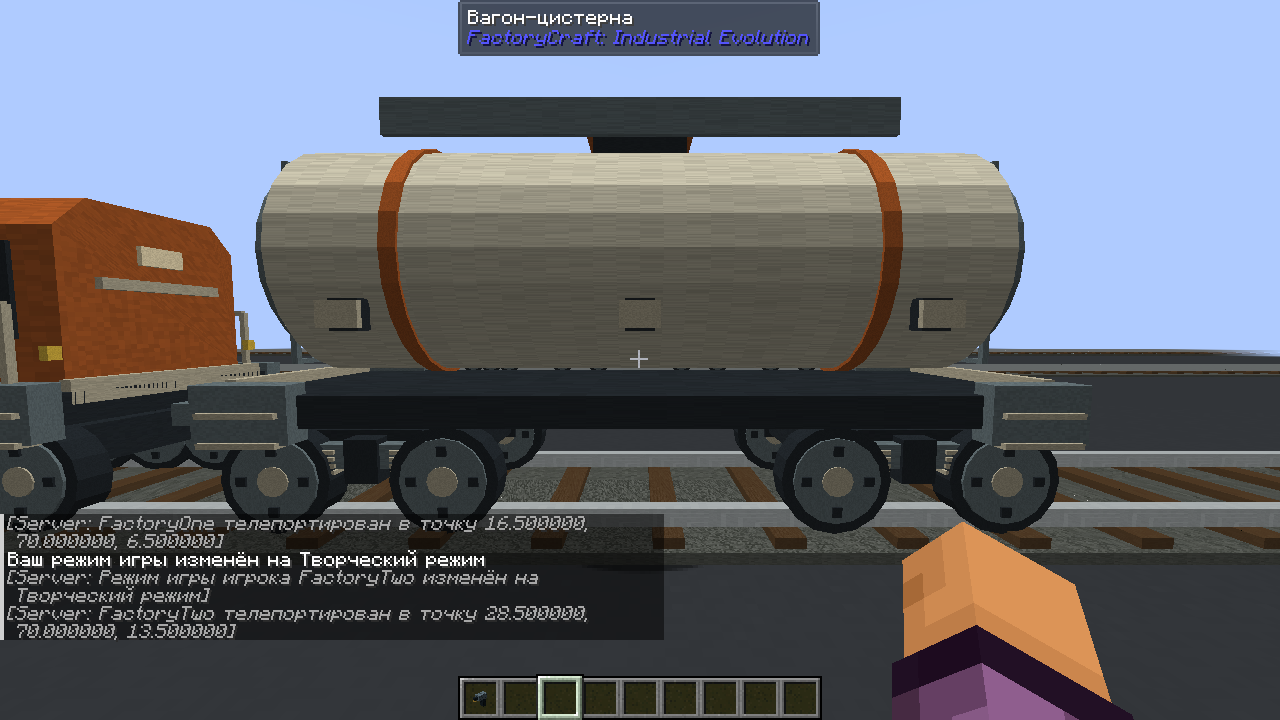 Вагон-цистерна
FactoryCraft: Industrial Evolution
[Server: FactoryOne телепортирован в точку 16.500000,
70.000000, 6.500000]
Ваш режим игры изменён на Творческий режим
[Server: Режим игры игрока FactoryTwo изменён на
Творческий режим]
[Server: FactoryTwo телепортирован в точку 28.500000,
70.000000, 13.500000]